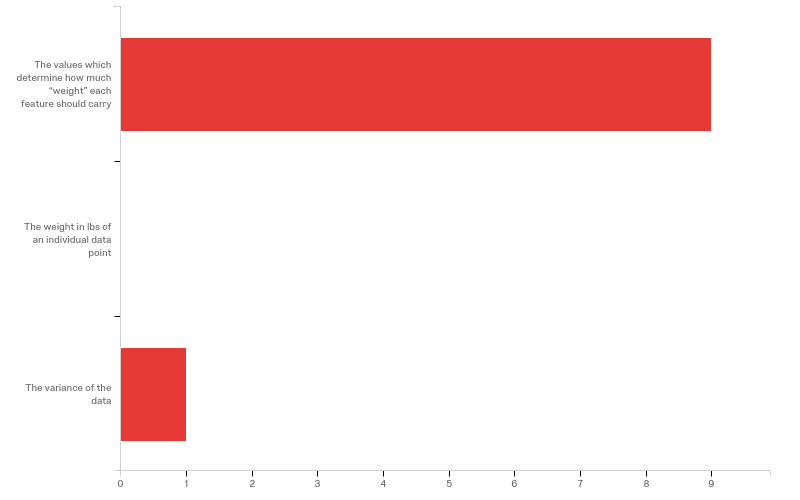 The values which
determine how much
“weight” each
feature should carry
The weight in lbs of
an individual data
point
The variance of the
data
0 1 2 3 4 5 6 7 8 9